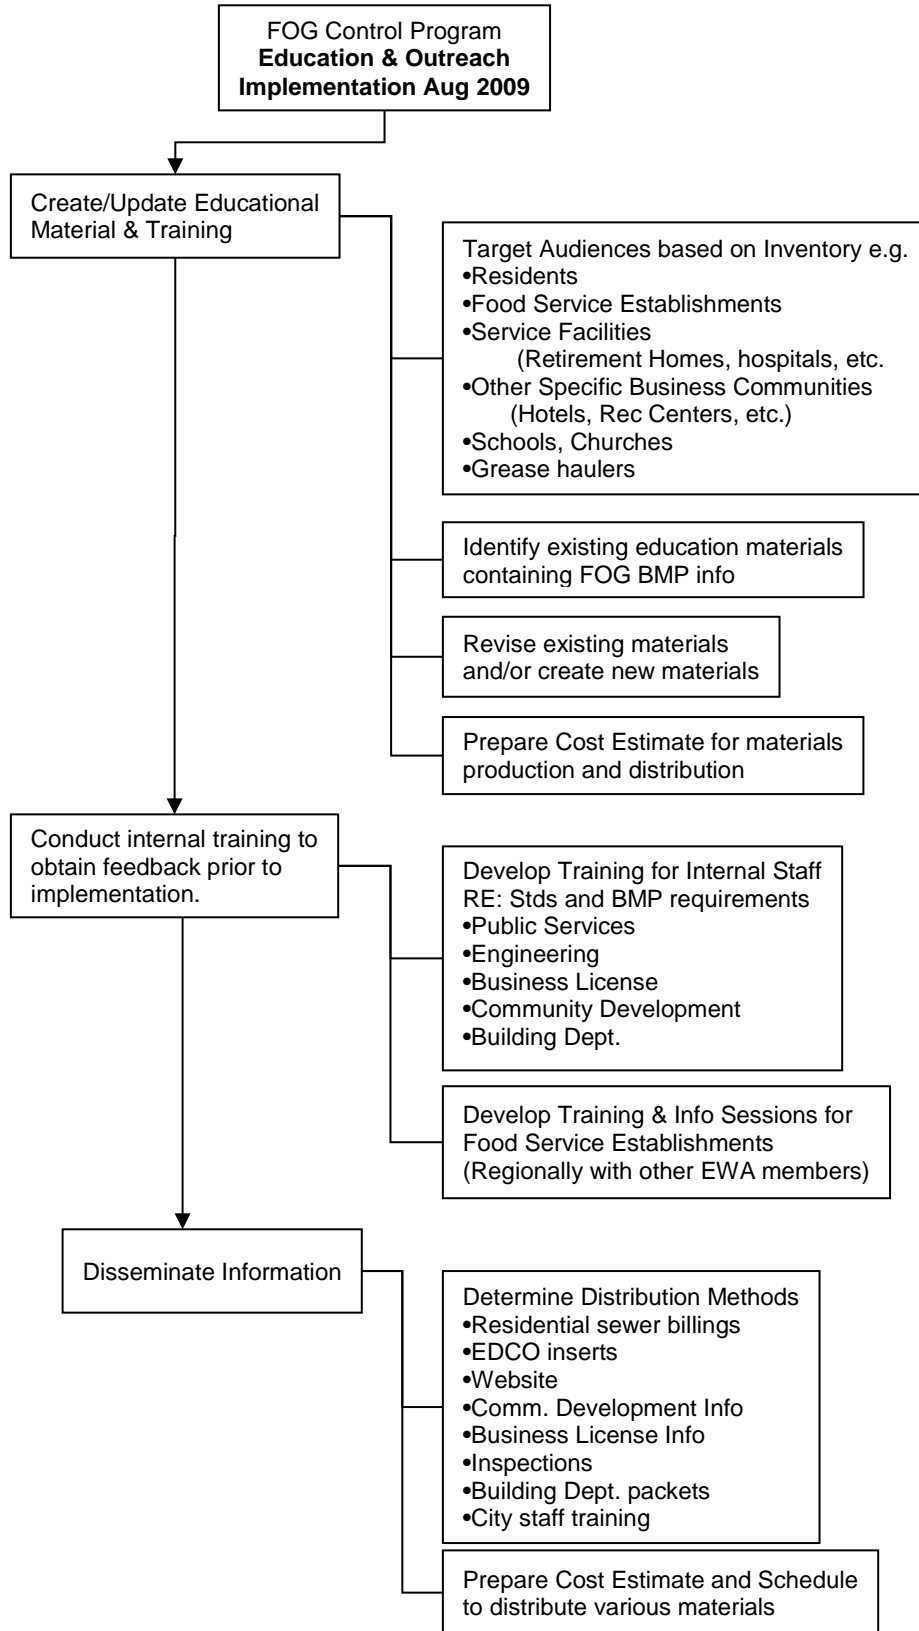 FOG Control Program
Education & Outreach
Implementation Aug 2009
Create/Update Educational
Material & Training
Target Audiences based on Inventory e.g.
•Residents
•Food Service Establishments
•Service Facilities
(Retirement Homes, hospitals, etc.
•Other Specific Business Communities
(Hotels, Rec Centers, etc.)
•Schools, Churches
•Grease haulers
Identify existing education materials
containing FOG BMP info
Revise existing materials
and/or create new materials
Prepare Cost Estimate for materials
production and distribution
Conduct internal training to
obtain feedback prior to
implementation.
Develop Training for Internal Staff
RE: Stds and BMP requirements
•Public Services
•Engineering
•Business License
•Community Development
•Building Dept.
Develop Training & Info Sessions for
Food Service Establishments
(Regionally with other EWA members)
Disseminate Information
Determine Distribution Methods
•Residential sewer billings
•EDCO inserts
•Website
•Comm. Development Info
•Business License Info
•Inspections
•Building Dept. packets
•City staff training
Prepare Cost Estimate and Schedule
to distribute various materials